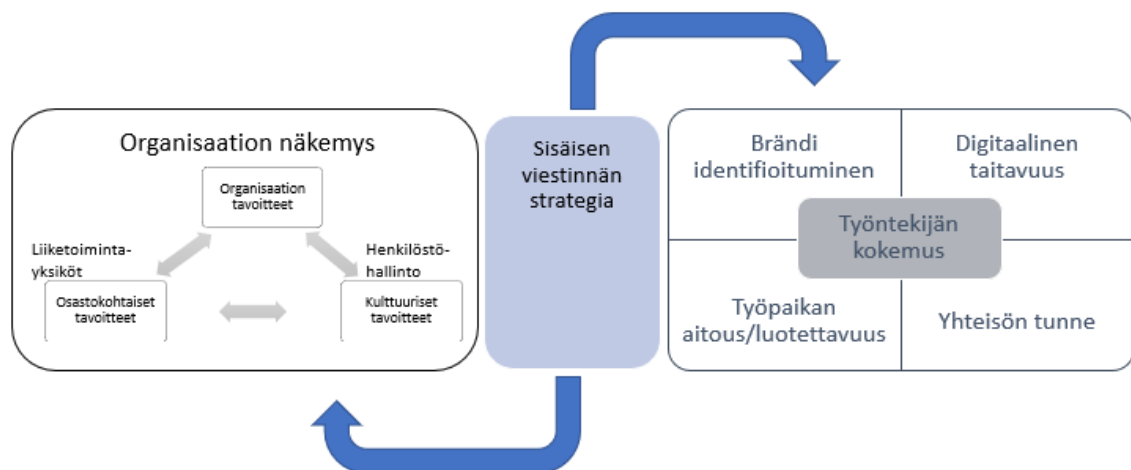 Organisaation näkemys
Organisaation
tavoitteet
Liiketoiminta-
yksiköt
Henkilöstö-
hallinto
Osastokohtaiset
tavoitteet
Kulttuuriset
tavoitteet
Sisäisen
viestinnän
strategia
Brändi
identifioituminen
Digitaalinen
taitavuus
Työntekijän
kokemus
Työpaikan
aitous/luotettavuus
Yhteisön tunne